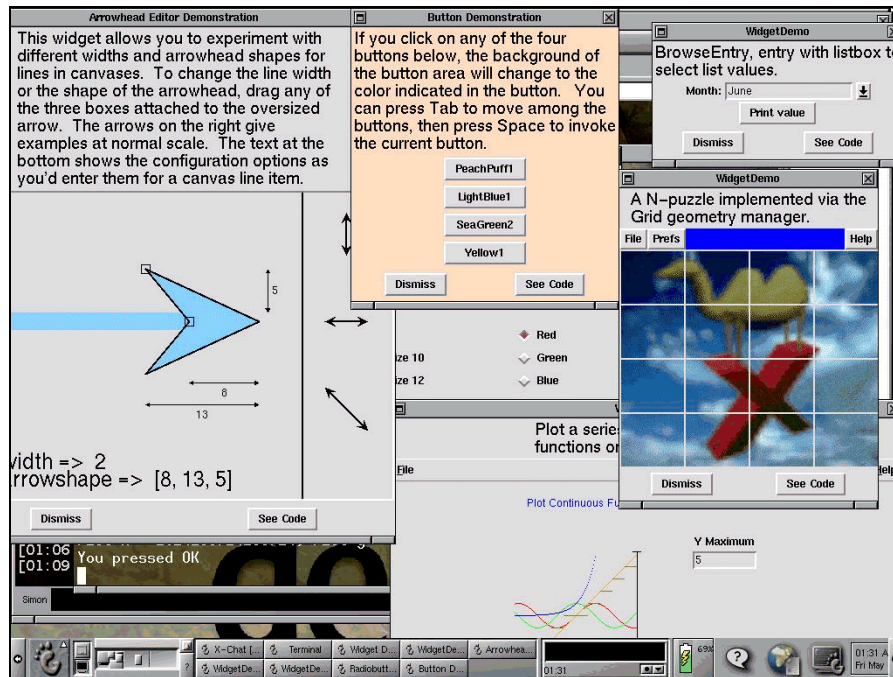 Arrowhead Editor Demonstration
This widget allows you to experiment with
different widths and arrowhead shapes for
lines in canvases. To change the line width
or the shape of the arrowhead, drag any of
the three boxes attached to the oversized
arrow. The arrows on the right give
examples at normal scale. The text at the
bottom shows the configuration options as
you'd enter them for a canvas line item.
5
8
13
width => 2
arrowshape => [8, 13, 5]
Dismiss
See Code
Button Demonstration
If you click on any of the four
buttons below, the background of
the button area will change to the
color indicated in the button. You
can press Tab to move among the
buttons, then press Space to invoke
the current button.
PeachPuff1
LightBlue1
SeaGreen2
Yellow1
Dismiss
See Code
WidgetDemo
BrowseEntry, entry with listbox to
select list values.
Month: June
Print value
Dismiss
See Code
WidgetDemo
A N-puzzle implemented via the
Grid geometry manager.
File Prefs Help
Dismiss
See Code
Red
ize 10 Green
ize 12 Blue
Plot a series
functions on
File Help
Plot Continuous Fu
Y Maximum
5
[01:06
[01:09
You pressed OK
Simon
X-Chat [... Terminal Widget D... WidgetDe... Arrowhea...
WidgetDe... WidgetDe... Radiobutt... Button D...
01:31
69%
01:31 A
Fri May